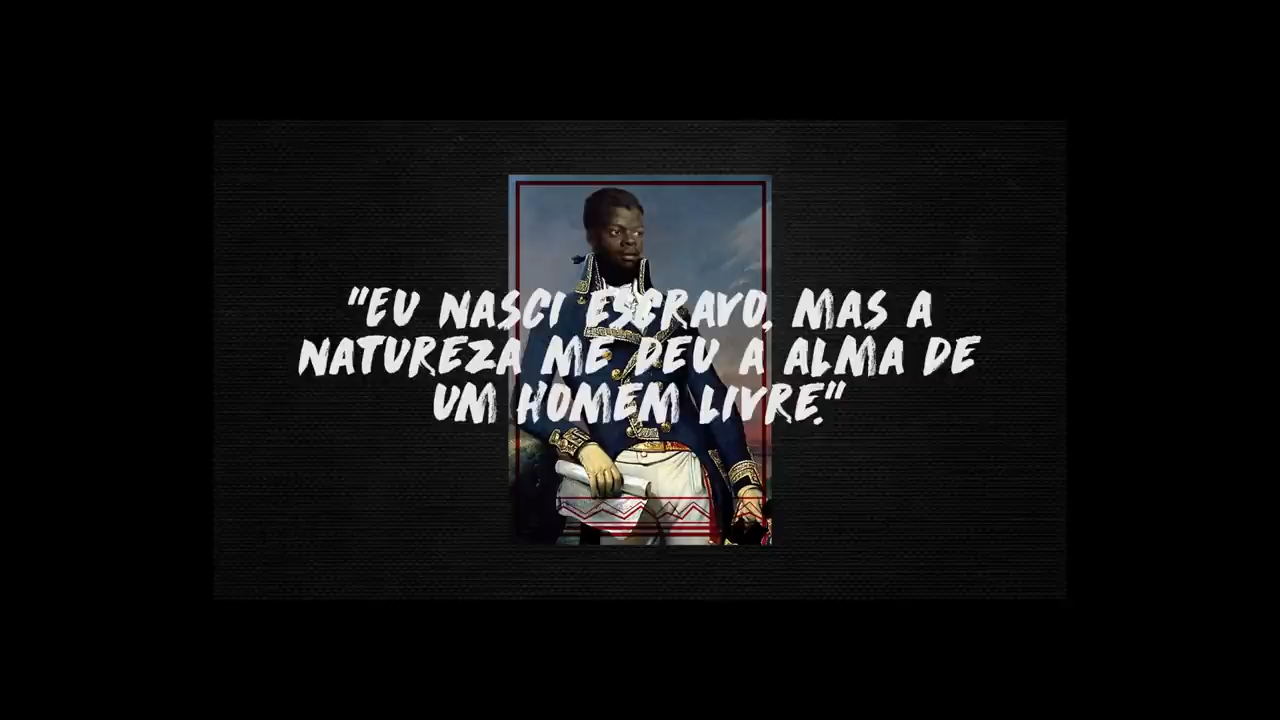 "EU NASCI ESCRAVO, MAS A
NATUREZA ME DEU A ALMA DE
UM HOMEM LIVRE."